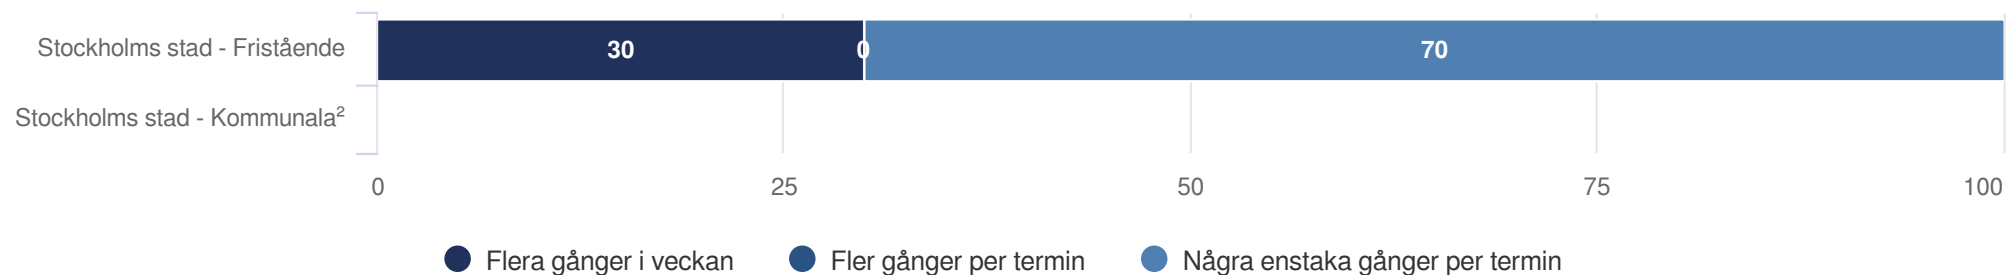 Stockholms stad - Fristående
30
0
70
Stockholms stad - Kommunala²
0 25 50 75 100
Flera gånger i veckan Fler gånger per termin Några enstaka gånger per termin